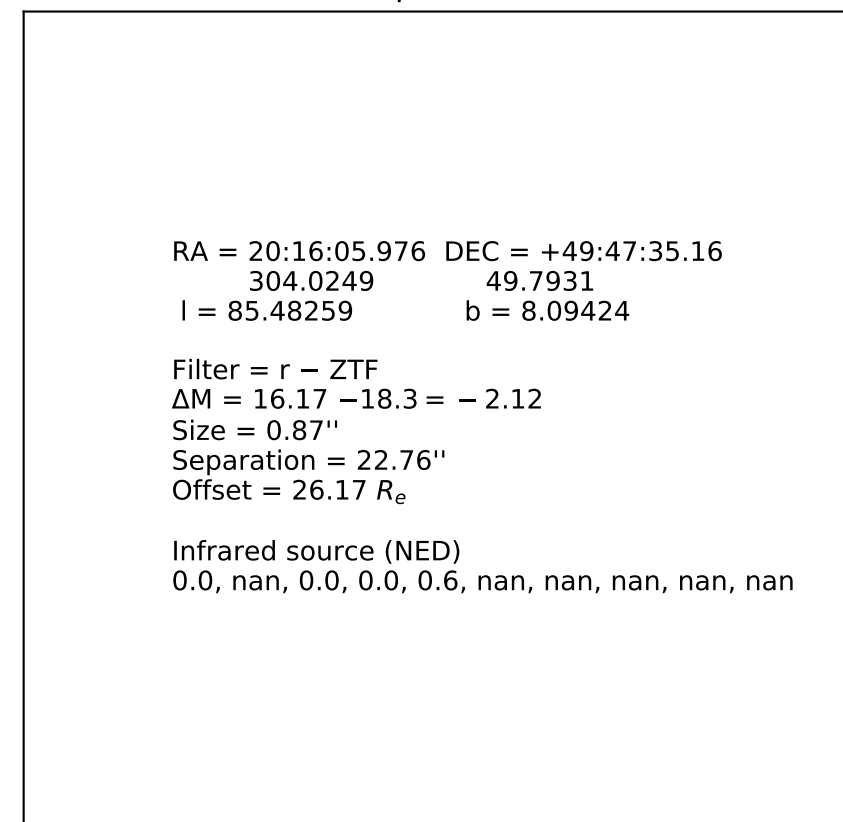 RA = 20:16:05.976 DEC = +49:47:35.16
304.0249 49.7931
l = 85.48259 b = 8.09424
Filter = r − ZTF
ΔM = 16.17 −18.3 = − 2.12
Size = 0.87''
Separation = 22.76''
Offset = 26.17 Re
Infrared source (NED)
0.0, nan, 0.0, 0.0, 0.6, nan, nan, nan, nan, nan